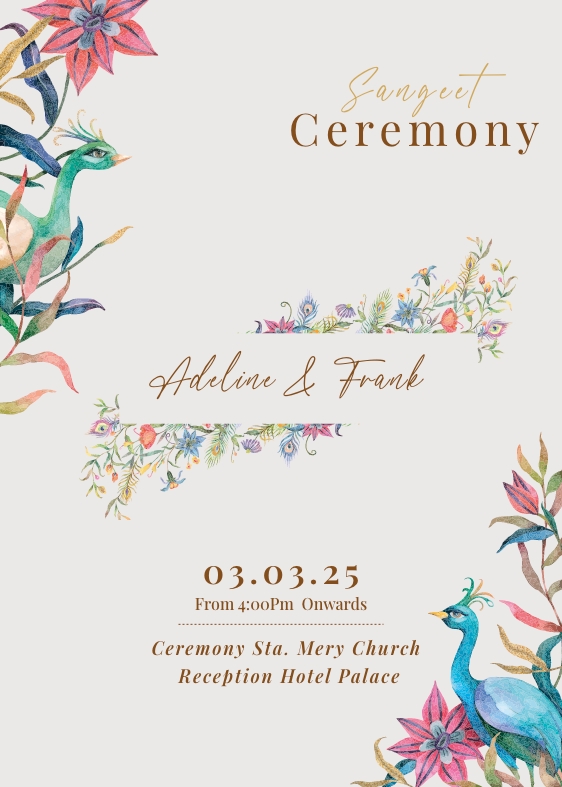 Sangeet
Ceremony
Adeline & Frank
03.03.25
From 4:00Pm Onwards
Ceremony Sta. Mery Church
Reception Hotel Palace